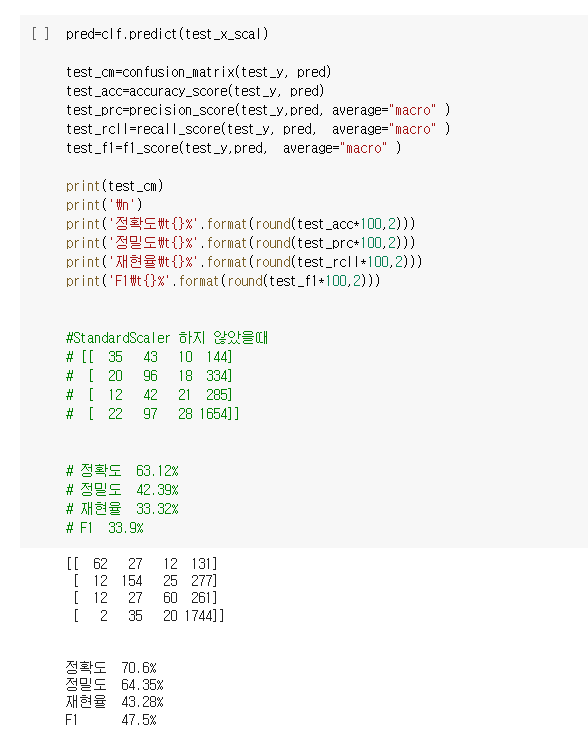 [ ] pred=clf.predict(test_x_scal)
test_cm=confusion_matrix(test_y, pred)
test_acc=accuracy_score(test_y, pred)
test_prc=precision_score(test_y,pred, average="macro" )
test_rcll=recall_score(test_y, pred,  average="macro" )
test_f1=f1_score(test_y,pred,  average="macro" )
print(test_cm)
print('₩n')
print('정확도₩t{}%'.format(round(test_acc*100,2)))
print('정밀도₩t{}%'.format(round(test_prc*100,2)))
print('재현율₩t{}%'.format(round(test_rcll*100,2)))
print('F1₩t{}%'.format(round(test_f1*100,2)))
#StandardScaler 하지 않았을때
# [[  35   43   10  144]
#  [  20   96   18  334]
#  [  12   42   21  285]
#  [  22   97   28 1654]]
# 정확도  63.12%
# 정밀도  42.39%
# 재현율  33.32%
# F1  33.9%
[[  62   27   12  131]
 [  12  154   25  277]
 [  12   27   60  261]
 [   2   35   20 1744]]
정확도  70.6%
정밀도  64.35%
재현율  43.28%
F1      47.5%